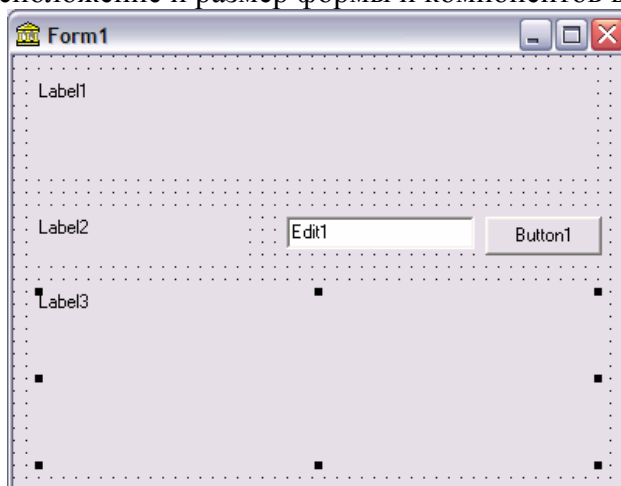 расположение и размер формы и компонентов в
Form1
Label1
Label2 Edit1 Button1
Label3